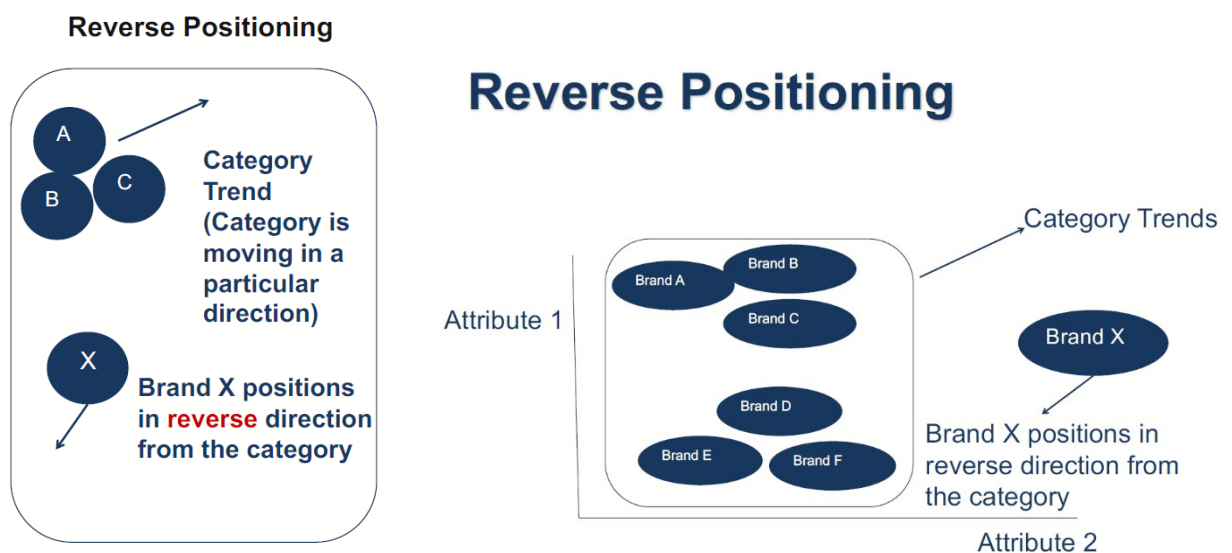 Reverse Positioning
A
B
C
Category
Trend
(Category is
moving in a
particular
direction)
X
Brand X positions
in reverse direction
from the category
Reverse Positioning
Category Trends
Brand A
Brand B
Brand C
Attribute 1
Brand X
Brand D
Brand E
Brand F
Brand X positions in
reverse direction from
the category
Attribute 2